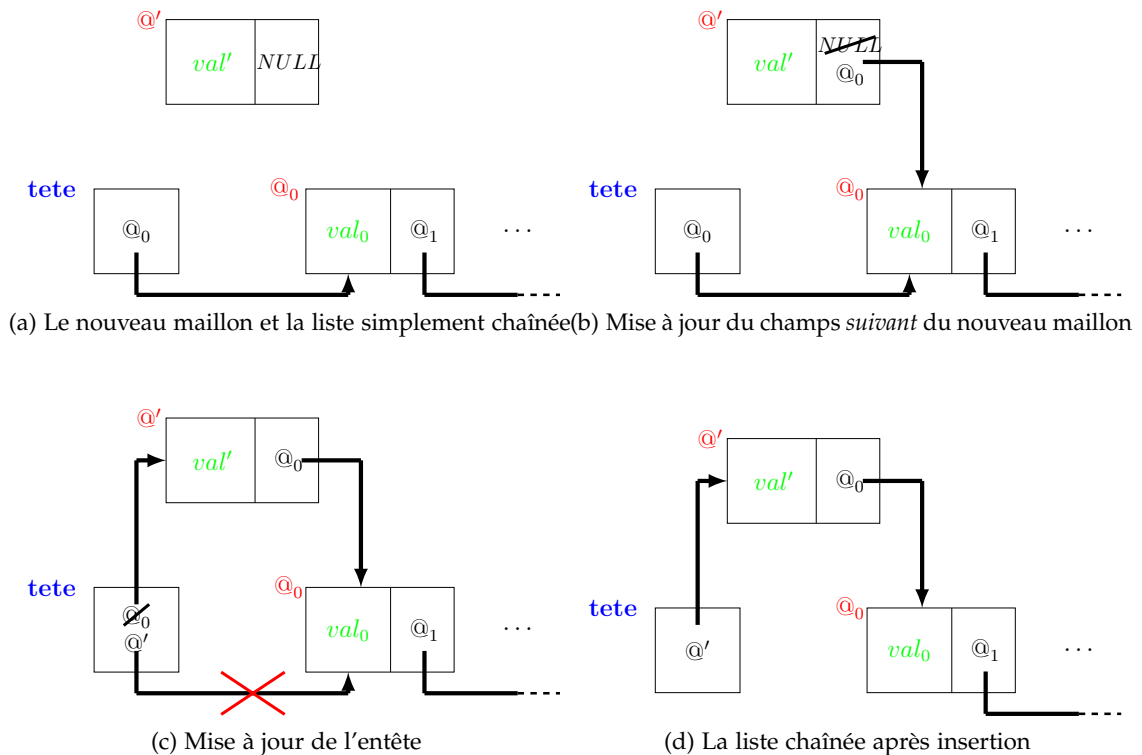 @′
val′ NULL
tete
@0
@0
val0 @1 ...
(a) Le nouveau maillon et la liste simplement chaînée
@′
val′ NULL
@0
tete
@0
@0
val0 @1 ...
(b) Mise à jour du champs suivant du nouveau maillon
@′
val′ @0
tete
@0
@′
@0
val0 @1 ...
(c) Mise à jour de l'entête
@′
val′ @0
tete
@′
@0
val0 @1 ...
(d) La liste chaînée après insertion